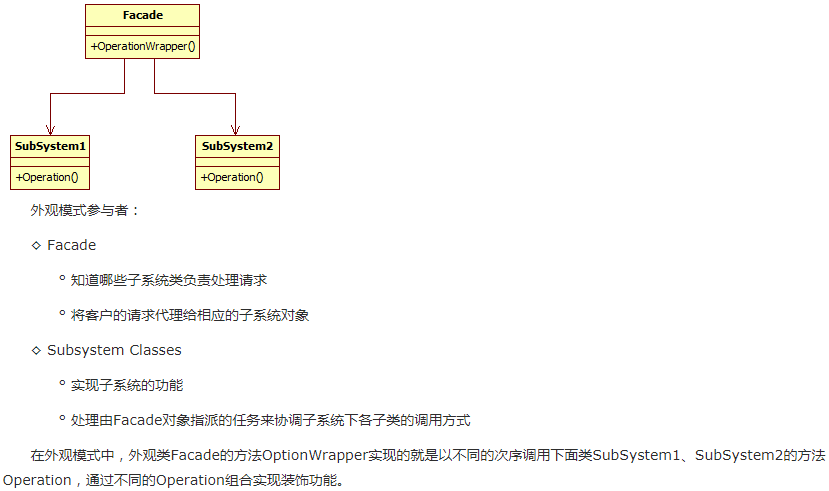 Facade
+OperationWrapper()
SubSystem1
SubSystem2
+Operation()
+Operation()
外观模式参与者：
◇ Facade
○ 知道哪些子系统类负责处理请求
○ 将客户的请求代理给相应的子系统对象
◇ Subsystem Classes
○ 实现子系统的功能
○ 处理由Facade对象指派的任务来协调子系统下各子类的调用方式
在外观模式中，外观类Facade的方法OptionWrapper实现的就是以不同的次序调用下面类SubSystem1、SubSystem2的方法
Operation，通过不同的Operation组合实现装饰功能。